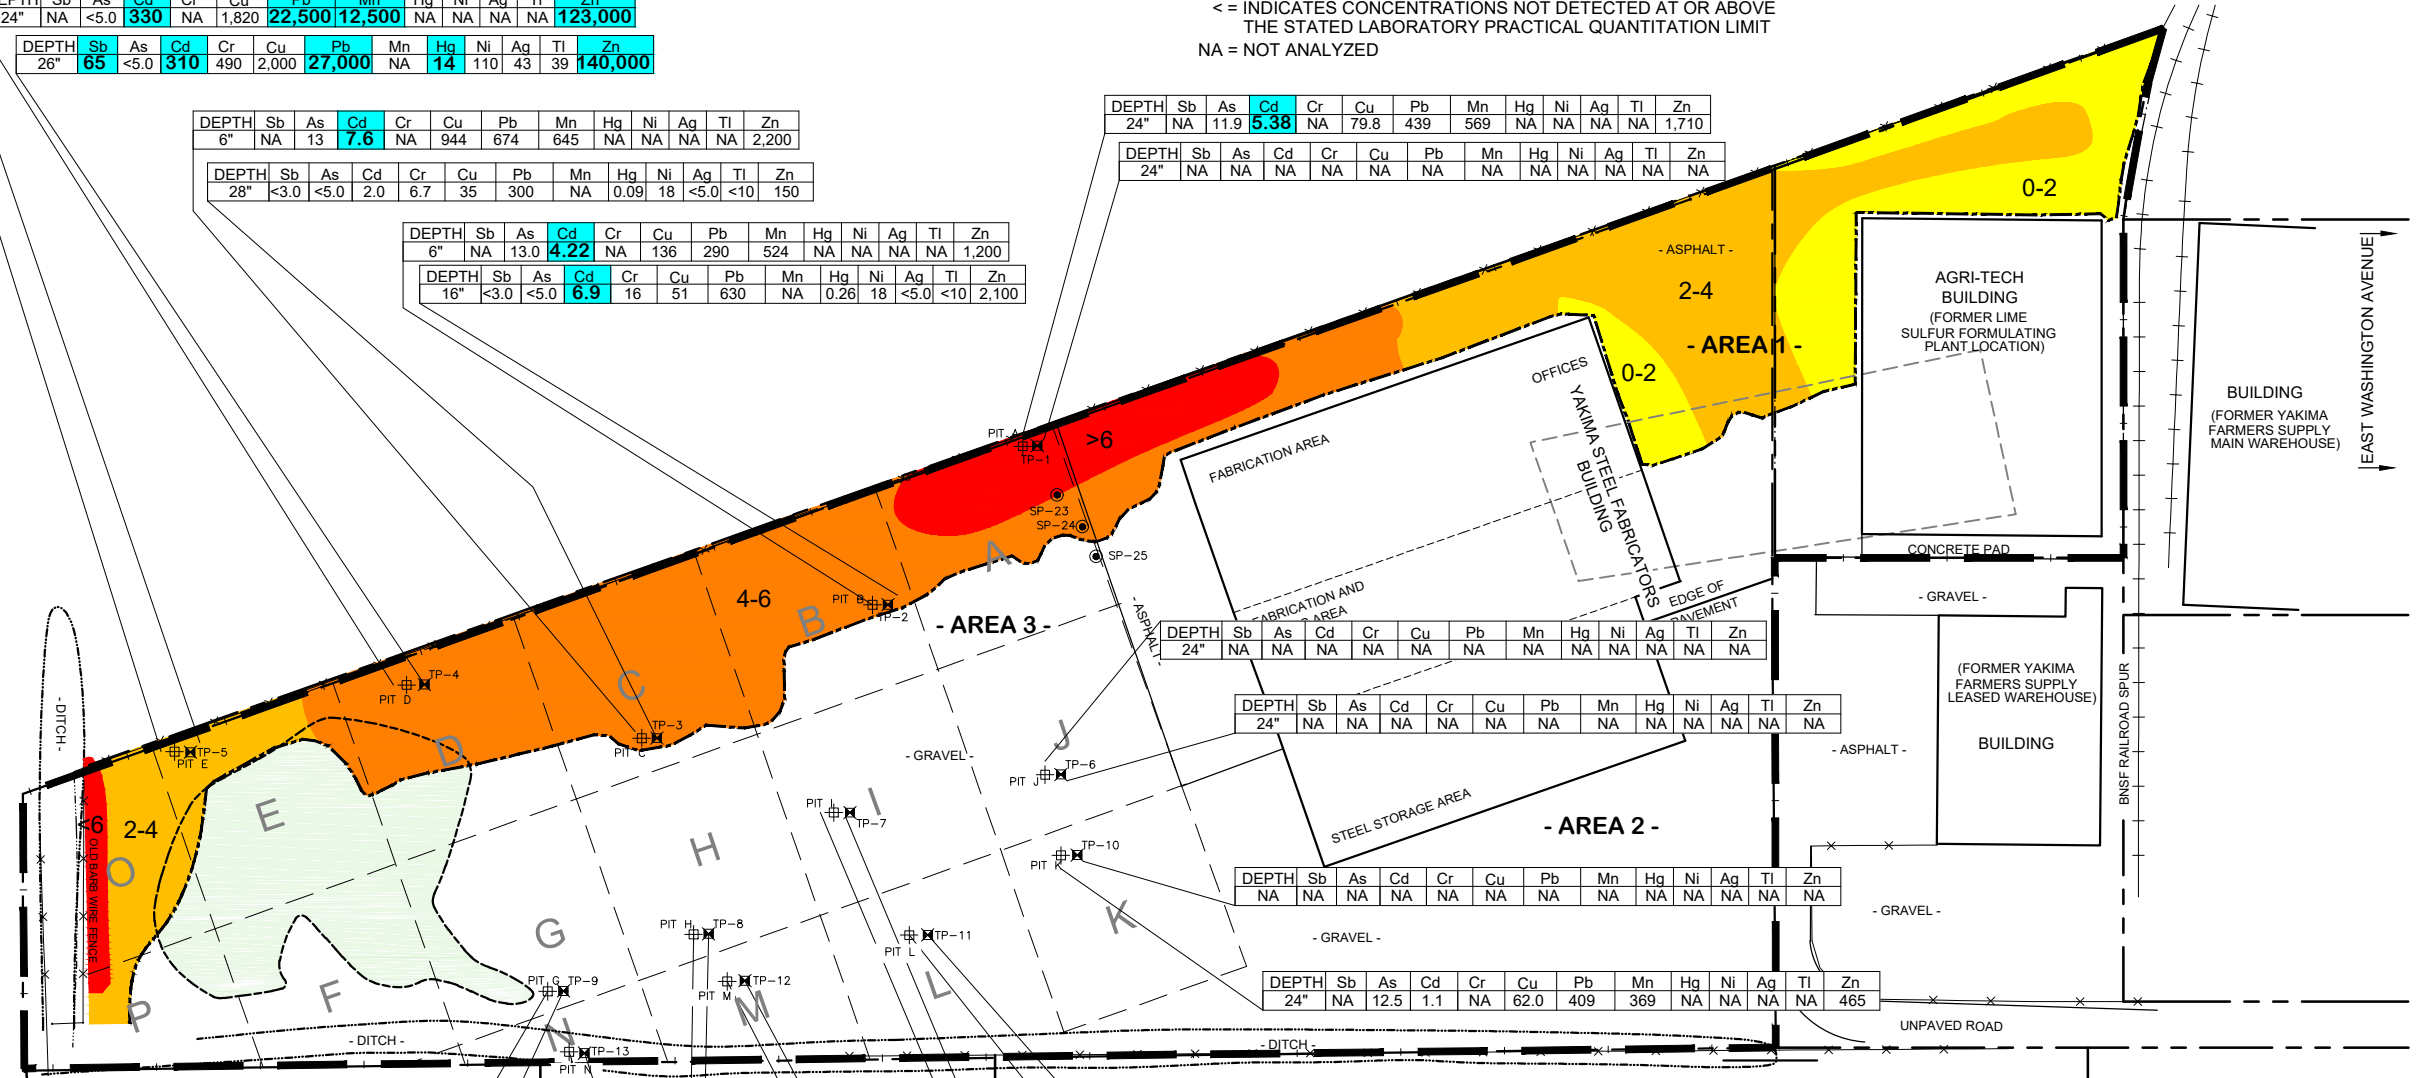 DEPTH Sb As Cd Cr Cu Pb Mn Hg Ni Ag Tl Zn
24" NA <5.0 330 NA 1,820 22,500 12,500 NA NA NA NA 123,000
DEPTH Sb As Cd Cr Cu Pb Mn Hg Ni Ag Tl Zn
26" 65 <5.0 310 490 2,000 27,000 NA 14 110 43 39 140,000
< = INDICATES CONCENTRATIONS NOT DETECTED AT OR ABOVE
THE STATED LABORATORY PRACTICAL QUANTITATION LIMIT
NA = NOT ANALYZED
DEPTH Sb As Cd Cr Cu Pb Mn Hg Ni Ag Tl Zn
6" NA 13 7.6 NA 944 674 645 NA NA NA NA 2,200
DEPTH Sb As Cd Cr Cu Pb Mn Hg Ni Ag Tl Zn
28" <3.0 <5.0 2.0 6.7 35 300 NA 0.09 18 <5.0 <10 150
DEPTH Sb As Cd Cr Cu Pb Mn Hg Ni Ag Tl Zn
6" NA 13.0 4.22 NA 136 290 524 NA NA NA NA 1,200
DEPTH Sb As Cd Cr Cu Pb Mn Hg Ni Ag Tl Zn
16" <3.0 <5.0 6.9 16 51 630 NA 0.26 18 <5.0 <10 2,100
DEPTH Sb As Cd Cr Cu Pb Mn Hg Ni Ag Tl Zn
24" NA 11.9 5.38 NA 79.8 439 569 NA NA NA NA 1,710
DEPTH Sb As Cd Cr Cu Pb Mn Hg Ni Ag Tl Zn
24" NA NA NA NA NA NA NA NA NA NA NA NA
0-2
- ASPHALT -
2-4
- AREA 1 -
0-2
AGRI-TECH
BUILDING
(FORMER LIME
SULFUR FORMULATING
PLANT LOCATION)
BUILDING
(FORMER YAKIMA
FARMERS SUPPLY
MAIN WAREHOUSE)
EAST WASHINGTON AVENUE
OFFICES
YAKIMA STEEL FABRICATORS
BUILDING
FABRICATION AREA
FABRICATION AND
AREA
STEEL STORAGE AREA
EDGE OF
PAVEMENT
CONCRETE PAD
- GRAVEL -
(FORMER YAKIMA
FARMERS SUPPLY
LEASED WAREHOUSE)
BUILDING
BNSF RAILROAD SPUR
- ASPHALT -
- GRAVEL -
UNPAVED ROAD
>6
PIT A
TP-1
SP-23
SP-24
SP-25
- ASPHALT -
4-6
A
B
PIT B
TP-2
- AREA 3 -
C
PIT C
TP-3
D
PIT D
TP-4
PIT E
TP-5
E
- DITCH -
<6
2-4
OLD BARB WIRE FENCE
O
P
F
G
PIT G
TP-9
H
PIT H
TP-8
I
PIT I
TP-7
- GRAVEL -
J
PIT J
TP-6
PIT K
TP-10
K
PIT L
TP-11
L
PIT M
TP-12
M
N
PIT N
TP-13
- DITCH -
- DITCH -
- GRAVEL -
- AREA 2 -
DEPTH Sb As Cd Cr Cu Pb Mn Hg Ni Ag Tl Zn
24" NA NA NA NA NA NA NA NA NA NA NA NA
DEPTH Sb As Cd Cr Cu Pb Mn Hg Ni Ag Tl Zn
24" NA NA NA NA NA NA NA NA NA NA NA NA
DEPTH Sb As Cd Cr Cu Pb Mn Hg Ni Ag Tl Zn
NA NA NA NA NA NA NA NA NA NA NA NA NA
DEPTH Sb As Cd Cr Cu Pb Mn Hg Ni Ag Tl Zn
24" NA 12.5 1.1 NA 62.0 409 369 NA NA NA NA 465